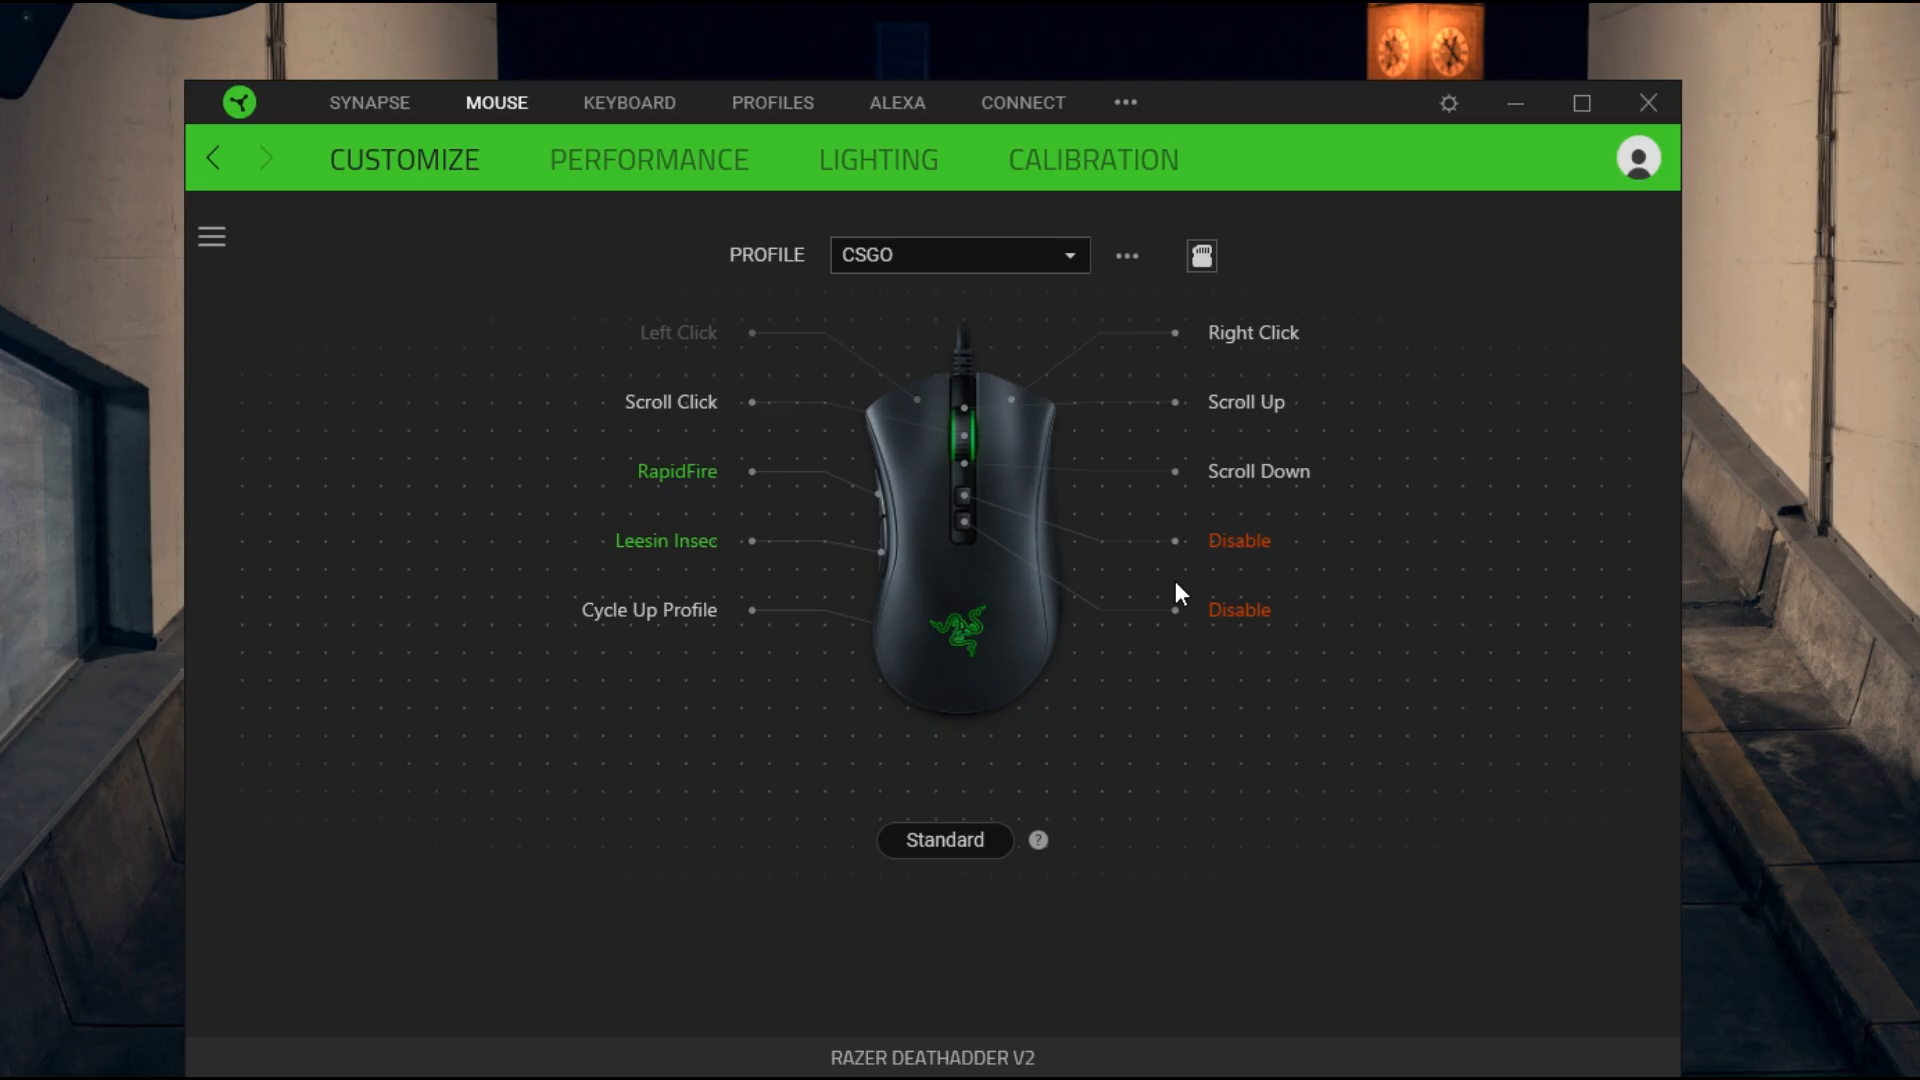 SYNAPSE MOUSE KEYBOARD PROFILES ALEXA CONNECT
CUSTOMIZE PERFORMANCE LIGHTING CALIBRATION
PROFILE CSGO
Left Click Right Click
Scroll Click Scroll Up
RapidFire Scroll Down
Leesin Insec Disable
Cycle Up Profile Disable
Standard ?
RAZER DEATHADDER V2